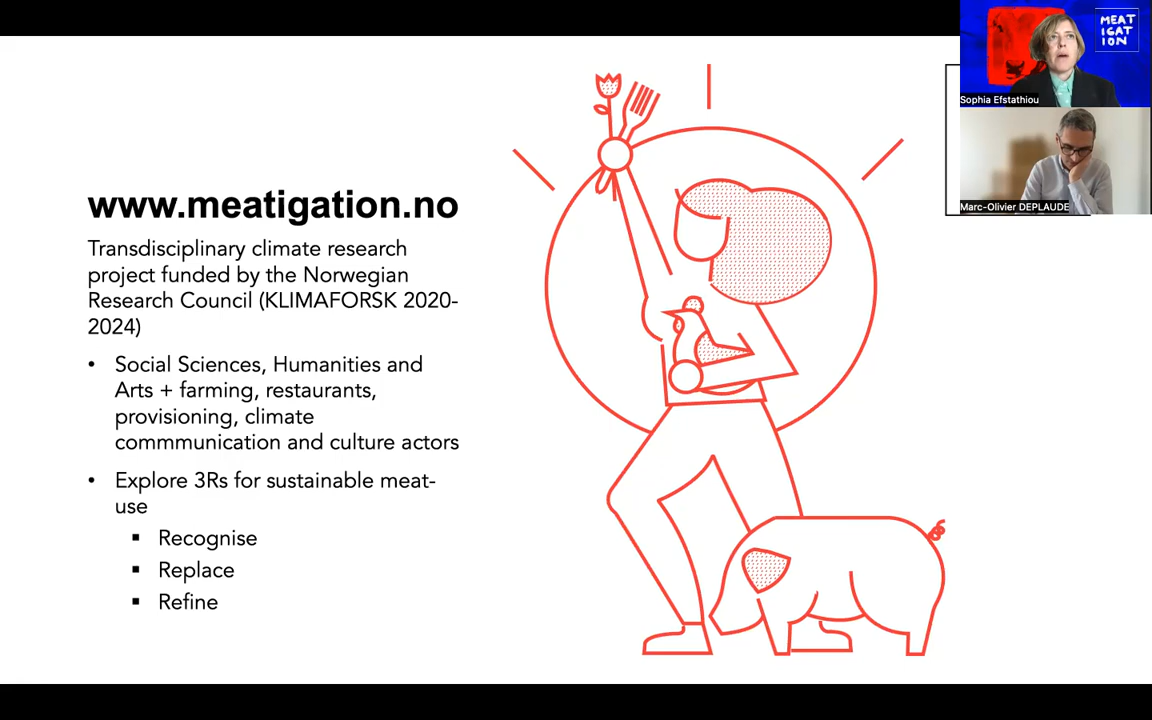 www.meatigation.no
Transdisciplinary climate research
project funded by the Norwegian
Research Council (KLIMAFORSK 2020-
2024)
• Social Sciences, Humanities and
Arts + farming, restaurants,
provisioning, climate
commmunication and culture actors
• Explore 3Rs for sustainable meat-
use
▪ Recognise
▪ Replace
▪ Refine
MEAT
IGAT
ION
Sophia Efstathiou
Marc-Olivier DEPLAUDE